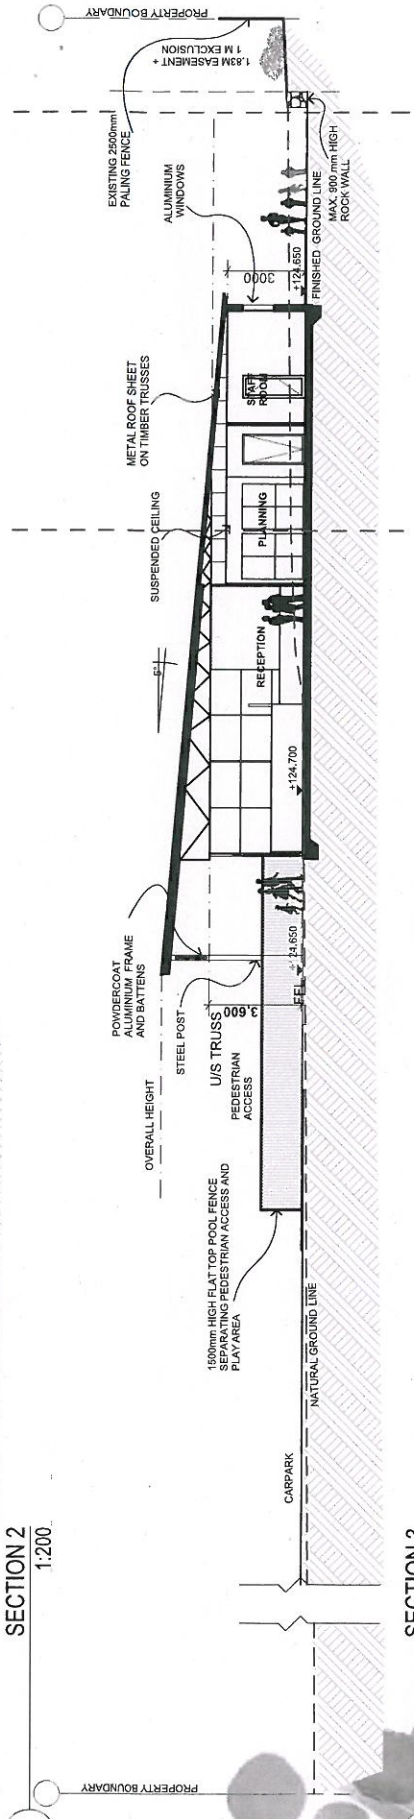 SECTION 2
1:200
PROPERTY BOUNDARY
CARPARK
NATURAL GROUND LINE
1500mm HIGH FLAT TOP POOL FENCE
SEPARATING PEDESTRIAN ACCESS AND
PLAY AREA
OVERALL HEIGHT
POWDERCOAT
ALUMINIUM FRAME
AND BATTENS
STEEL POST
U/S TRUSS
3,600
PEDESTRIAN
ACCESS
FFL
24.650
5°
+124.700
RECEPTION
SUSPENDED CEILING
PLANNING
METAL ROOF SHEET
ON TIMBER TRUSSES
STAFF
ROOM
ALUMINIUM
WINDOWS
3000
+124.650
FINISHED GROUND LINE
EXISTING 2500mm
PALING FENCE
MAX. 900 mm HIGH
ROCK WALL
1.83M EASEMENT +
1 M EXCLUSION
PROPERTY BOUNDARY